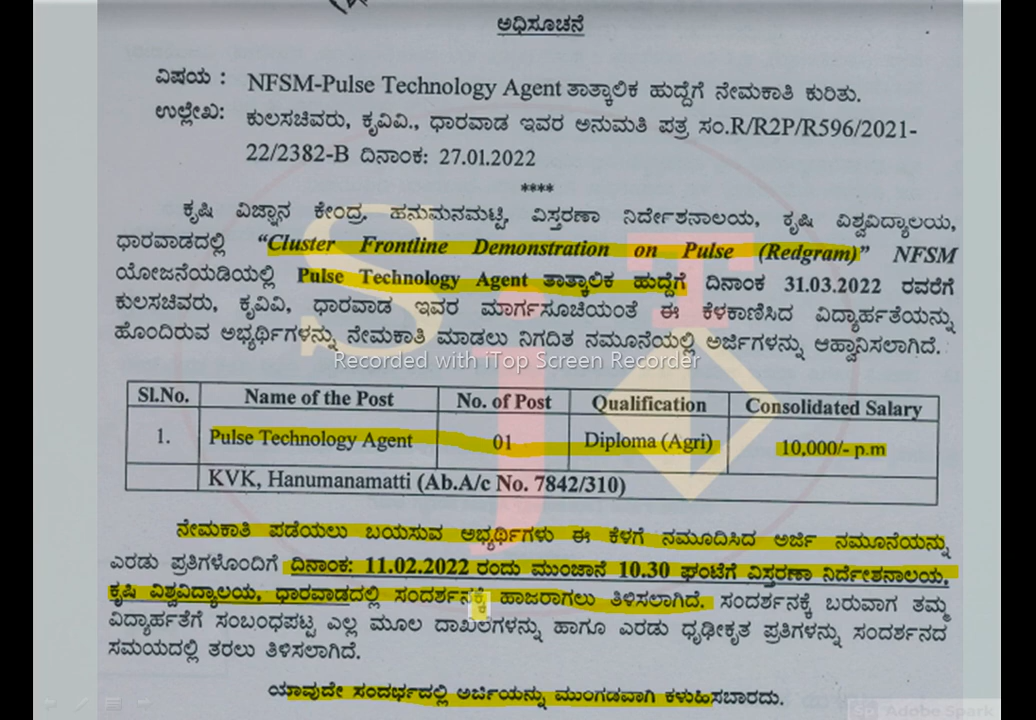 ಅಧಿಸೂಚನೆ
ವಿಷಯ : NFSM-Pulse Technology Agent ತಾತ್ಕಾಲಿಕ ಹುದ್ದೆಗೆ ನೇಮಕಾತಿ ಕುರಿತು.
ಉಲ್ಲೇಖ: ಕುಲಸಚಿವರು, ಕೃವಿವಿ., ಧಾರವಾಡ ಇವರ ಅನುಮತಿ ಪತ್ರ ಸಂ.R/R2P/R596/2021-
22/2382-B ದಿನಾಂಕ: 27.01.2022
****
ಕೃಷಿ ವಿಜ್ಞಾನ ಕೇಂದ್ರ, ಹನುಮನಮಟ್ಟಿ, ವಿಸ್ತರಣಾ ನಿರ್ದೇಶನಾಲಯ, ಕೃಷಿ ವಿಶ್ವವಿದ್ಯಾಲಯ,
ಧಾರವಾಡದಲ್ಲಿ “Cluster Frontline Demonstration on Pulse (Redgram)” NFSM
ಯೋಜನೆಯಡಿಯಲ್ಲಿ Pulse Technology Agent ತಾತ್ಕಾಲಿಕ ಹುದ್ದೆಗೆ ದಿನಾಂಕ 31.03.2022 ರವರೆಗೆ
ಕುಲಸಚಿವರು, ಕೃವಿವಿ, ಧಾರವಾಡ ಇವರ ಮಾರ್ಗಸೂಚಿಯಂತೆ ಈ ಕೆಳಕಾಣಿಸಿದ ವಿದ್ಯಾರ್ಹತೆಯನ್ನು
ಹೊಂದಿರುವ ಅಭ್ಯರ್ಥಿಗಳನ್ನು ನೇಮಕಾತಿ ಮಾಡಲು ನಿಗದಿತ ನಮೂನೆಯಲ್ಲಿ ಅರ್ಜಿಗಳನ್ನು ಆಹ್ವಾನಿಸಲಾಗಿದೆ.
Recorded with iTop Screen Recorder
Sl.No. Name of the Post No. of Post Qualification Consolidated Salary
1. Pulse Technology Agent 01 Diploma (Agri) 10,000/- p.m
KVK, Hanumanamatti (Ab.A/c No. 7842/310)
ನೇಮಕಾತಿ ಪಡೆಯಲು ಬಯಸುವ ಅಭ್ಯರ್ಥಿಗಳು ಈ ಕೆಳಗೆ ನಮೂದಿಸಿದ ಅರ್ಜಿ ನಮೂನೆಯನ್ನು
ಎರಡು ಪ್ರತಿಗಳೊಂದಿಗೆ ದಿನಾಂಕ: 11.02.2022 ರಂದು ಮುಂಜಾನೆ 10.30 ಘಂಟೆಗೆ ವಿಸ್ತರಣಾ ನಿರ್ದೇಶನಾಲಯ,
ಕೃಷಿ ವಿಶ್ವವಿದ್ಯಾಲಯ, ಧಾರವಾಡದಲ್ಲಿ ಸಂದರ್ಶನಕ್ಕೆ ಹಾಜರಾಗಲು ತಿಳಿಸಲಾಗಿದೆ. ಸಂದರ್ಶನಕ್ಕೆ ಬರುವಾಗ ತಮ್ಮ
ವಿದ್ಯಾರ್ಹತೆಗೆ ಸಂಬಂಧಪಟ್ಟ ಎಲ್ಲ ಮೂಲ ದಾಖಲೆಗಳನ್ನು ಹಾಗೂ ಎರಡು ಧೃಢೀಕೃತ ಪ್ರತಿಗಳನ್ನು ಸಂದರ್ಶನದ
ಸಮಯದಲ್ಲಿ ತರಲು ತಿಳಿಸಲಾಗಿದೆ.
ಯಾವುದೇ ಸಂದರ್ಭದಲ್ಲಿ ಅರ್ಜಿಯನ್ನು ಮುಂಗಡವಾಗಿ ಕಳುಹಿಸಬಾರದು.
Adobe Spark